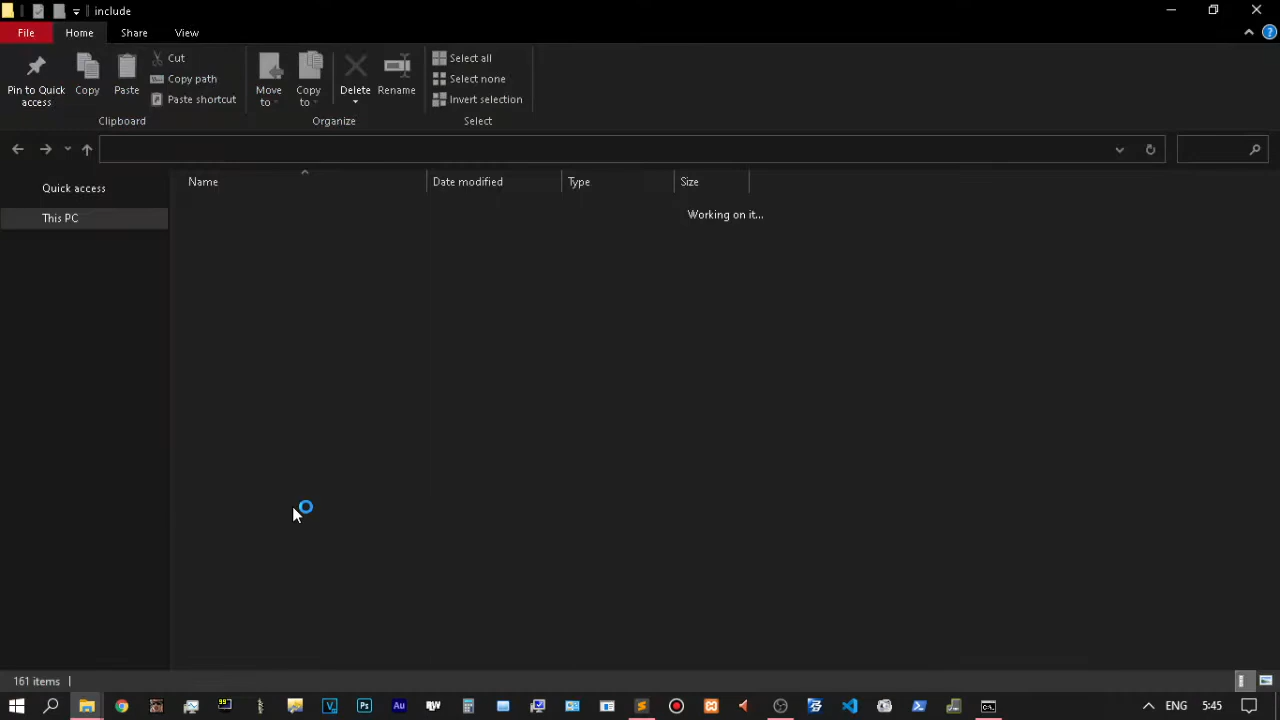 include
File Home Share View
Pin to Quick access
Copy
Paste
Cut
Copy path
Paste shortcut
Clipboard
Move to
Copy to
Delete
Rename
Organize
Select all
Select none
Invert selection
Select
Name Date modified Type Size
Quick access
This PC
Working on it...
161 items
ENG 5:45